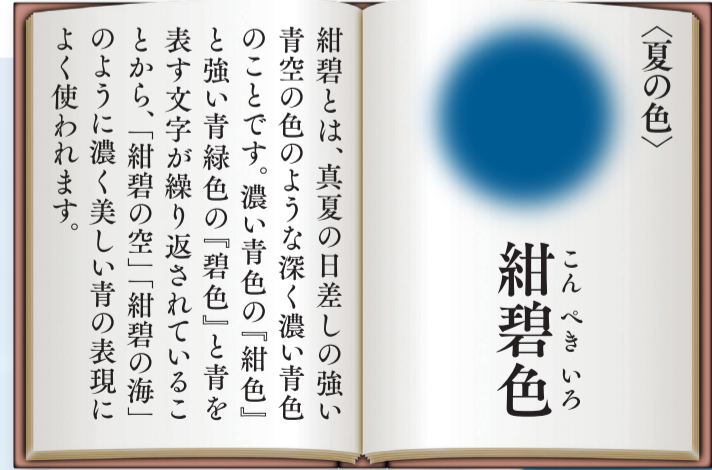 〈夏の色〉
こんぺきいろ
紺碧色
紺碧とは、真夏の日差しの強い
青空の色のような深く濃い青色
のことです。濃い青色の『紺色』
と強い青緑色の『碧色』と青を
表す文字が繰り返されているこ
とから、「紺碧の空」「紺碧の海」
のように濃く美しい青の表現に
よく使われます。